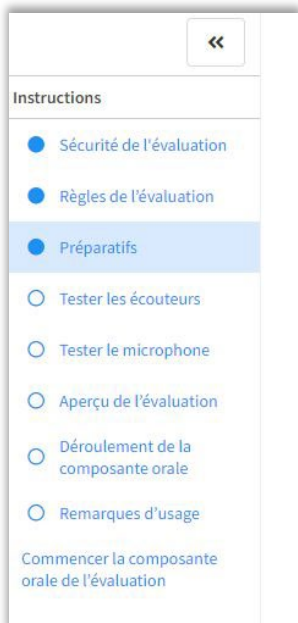 «
Instructions
Sécurité de l'évaluation
Règles de l’évaluation
Préparatifs
Tester les écouteurs
Tester le microphone
Aperçu de l’évaluation
Déroulement de la
composante orale
Remarques d’usage
Commencer la composante
orale de l’évaluation